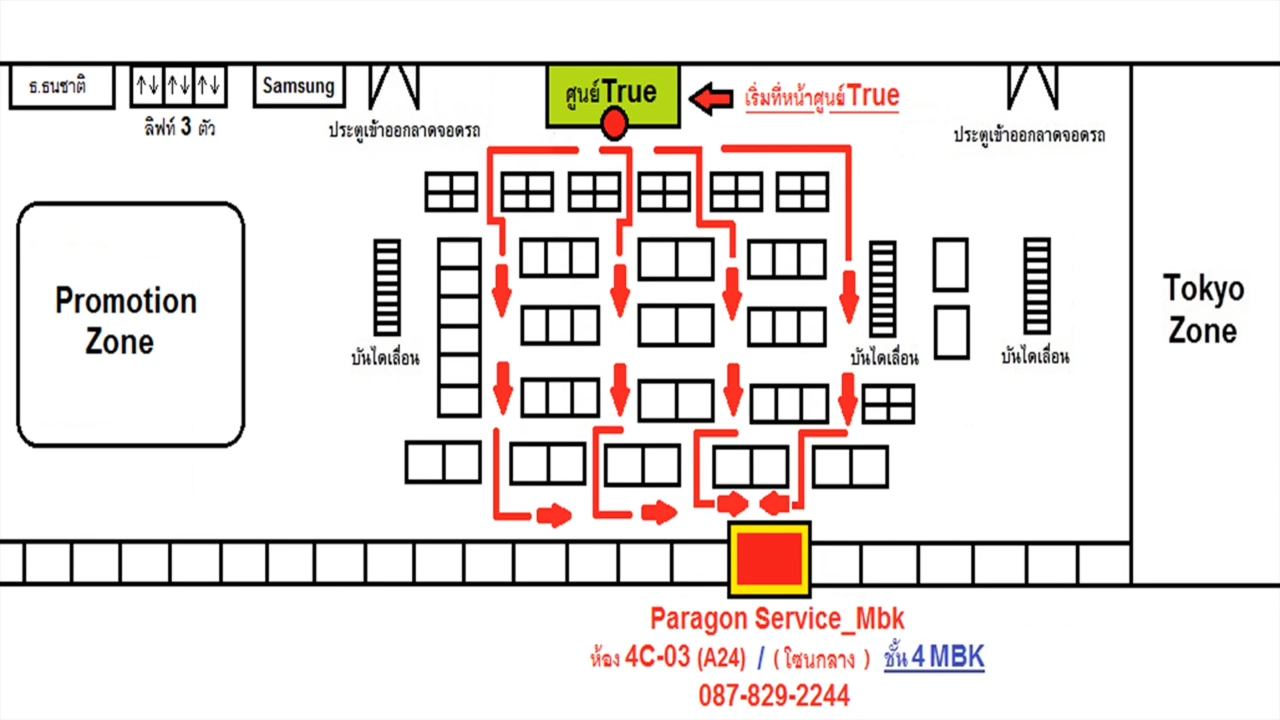 ธ.ธนชาติ
ลิฟท์ 3 ตัว
Samsung
ประตูเข้าออกลาดจอดรถ
ศูนย์ True
เริ่มที่หน้าศูนย์ True
ประตูเข้าออกลาดจอดรถ
Promotion
Zone
บันไดเลื่อน
บันไดเลื่อน
บันไดเลื่อน
Tokyo
Zone
Paragon Service_Mbk
ห้อง 4C-03 (A24) / ( โซนกลาง ) ชั้น 4 MBK
087-829-2244